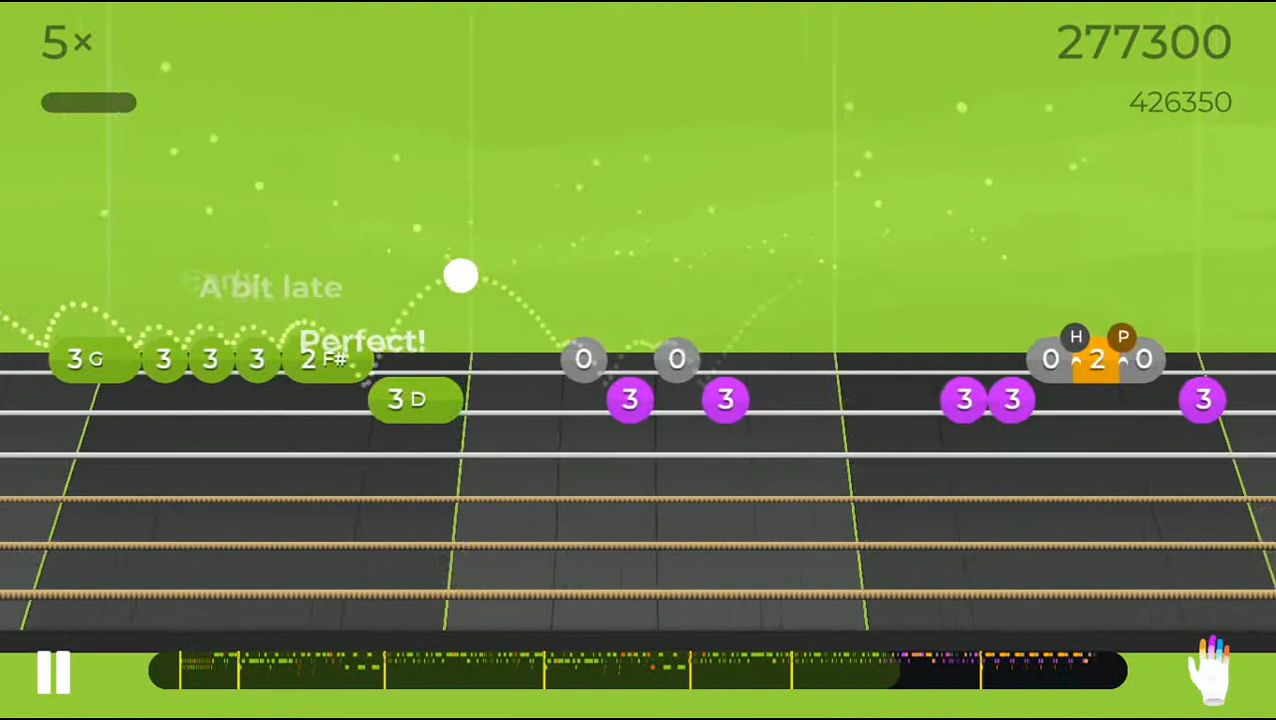 5×
277300
426350
A bit late
Perfect!
H P
3 G 3 3 3 2 F# 0 0 0 2 0
3 D 3 3 3 3 3